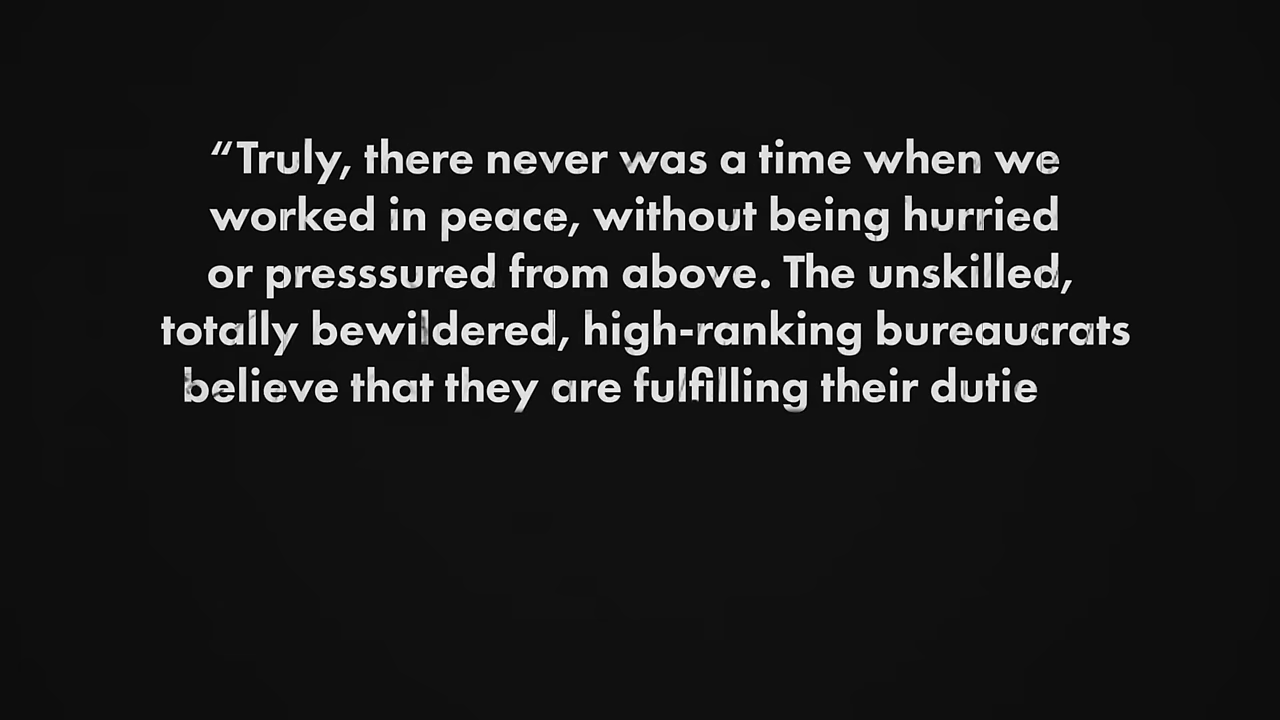 “Truly, there never was a time when we
worked in peace, without being hurried
or presssured from above. The unskilled,
totally bewildered, high-ranking bureaucrats
believe that they are fulfilling their dutie